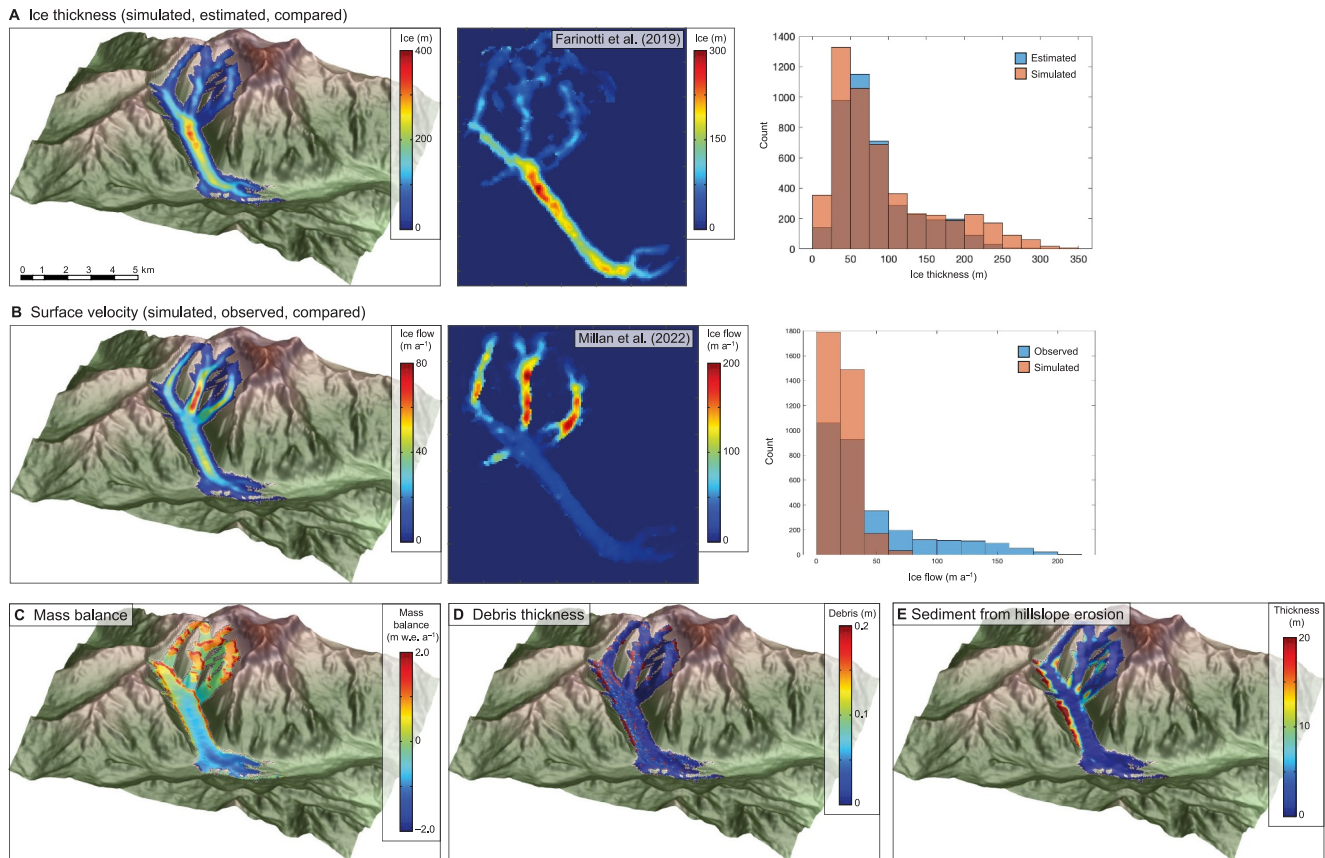 A Ice thickness (simulated, estimated, compared)
Ice (m)
400
200
0
0 1 2 3 4 5 km
Farinotti et al. (2019)
Ice (m)
300
150
0
1400
1200
1000
800
600
400
200
0
Count
Estimated
Simulated
0 50 100 150 200 250 300 350
Ice thickness (m)
B Surface velocity (simulated, observed, compared)
Ice flow
(m a⁻¹)
80
40
0
Millan et al. (2022)
Ice flow
(m a⁻¹)
200
100
0
1800
1600
1400
1200
1000
800
600
400
200
0
Count
Observed
Simulated
0 50 100 150 200
Ice flow (m a⁻¹)
C Mass balance
Mass
balance
(m w.e. a⁻¹)
2.0
0
–2.0
D Debris thickness
Debris (m)
0.2
0.1
0
E Sediment from hillslope erosion
Thickness
(m)
20
10
0